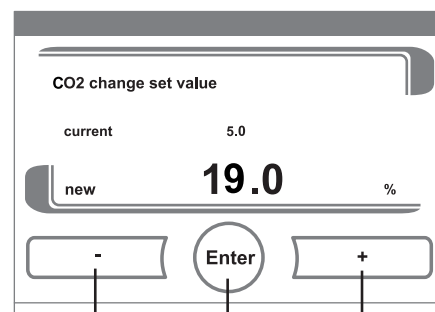 CO2 change set value
current 5.0
new 19.0 %
- Enter +